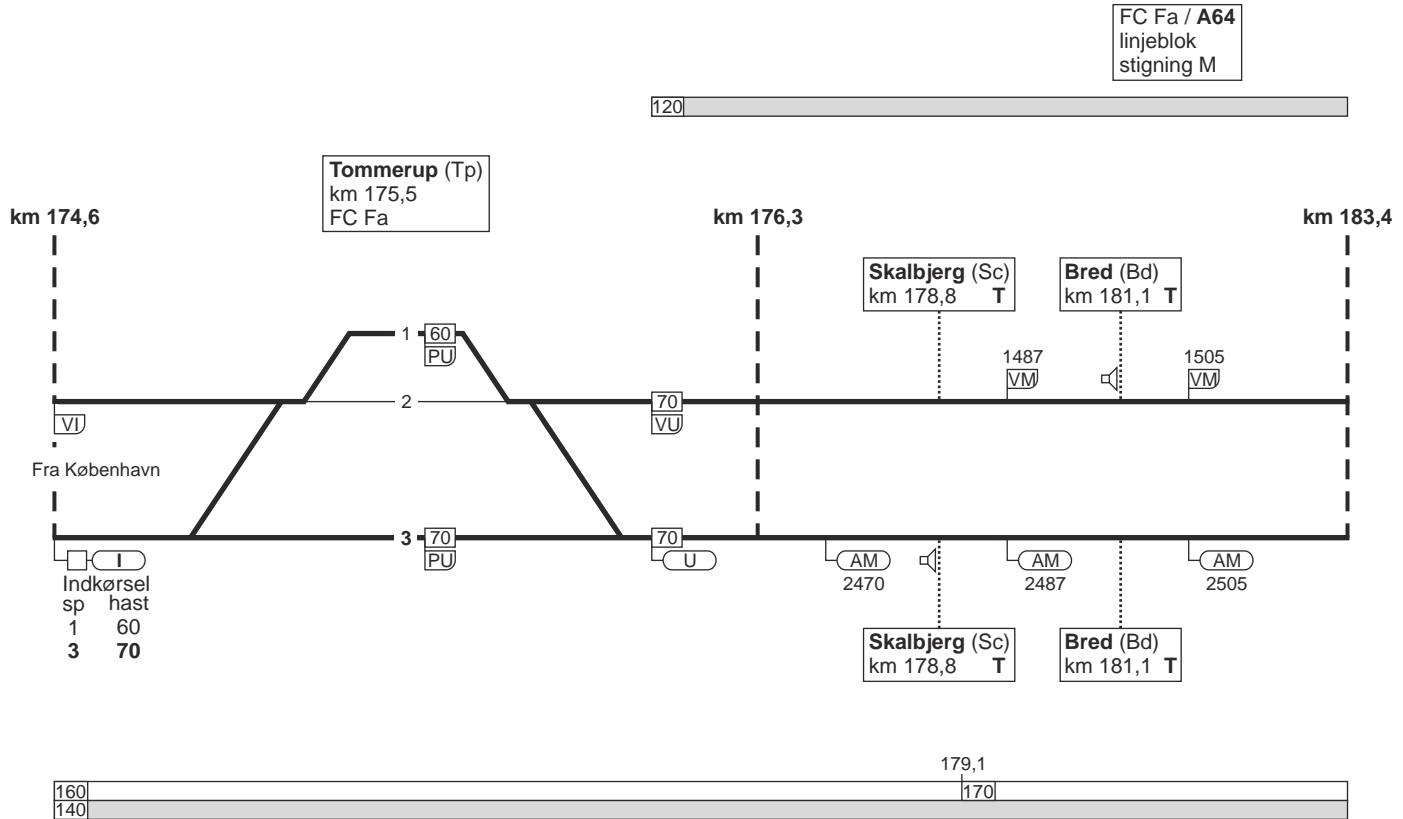 FC Fa / A64
linjeblok
stigning M
120
Tommerup (Tp)
km 175,5
FC Fa
km 174,6
km 176,3
km 183,4
Skalbjerg (Sc)
km 178,8 T
Bred (Bd)
km 181,1 T
1 60
PU
1487
VM
1505
VM
2
70
VU
VI
Fra København
3 70
PU
70
U
I
Indkørsel
sp hast
1 60
3 70
AM
2470
AM
2487
AM
2505
Skalbjerg (Sc)
km 178,8 T
Bred (Bd)
km 181,1 T
179,1
160 170
140